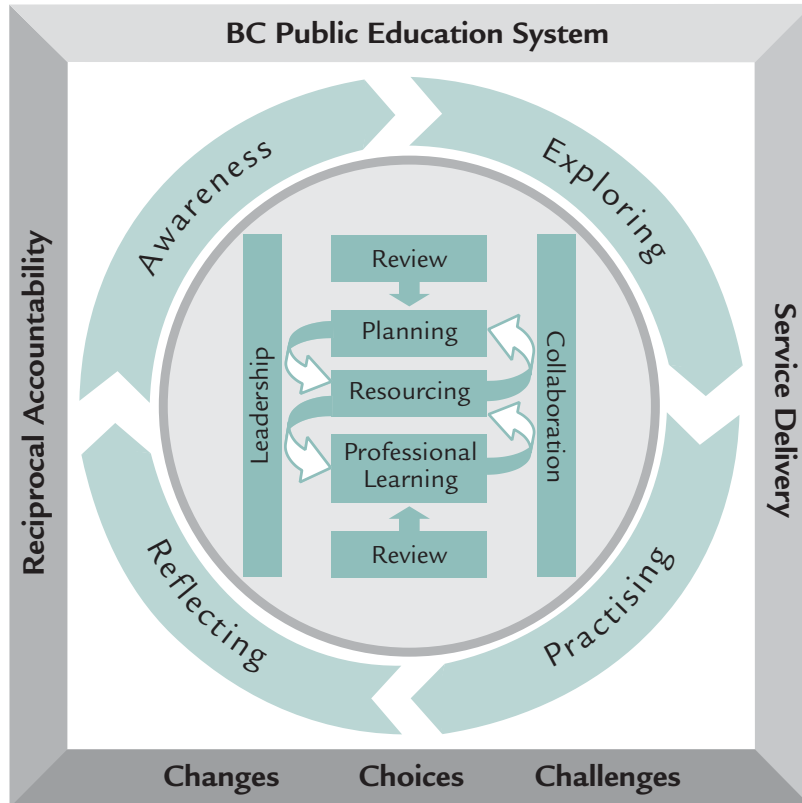 BC Public Education System
Awareness
Exploring
Reciprocal Accountability
Service Delivery
Leadership
Review
Planning
Resourcing
Professional
Learning
Review
Collaboration
Reflecting
Practising
Changes Choices Challenges